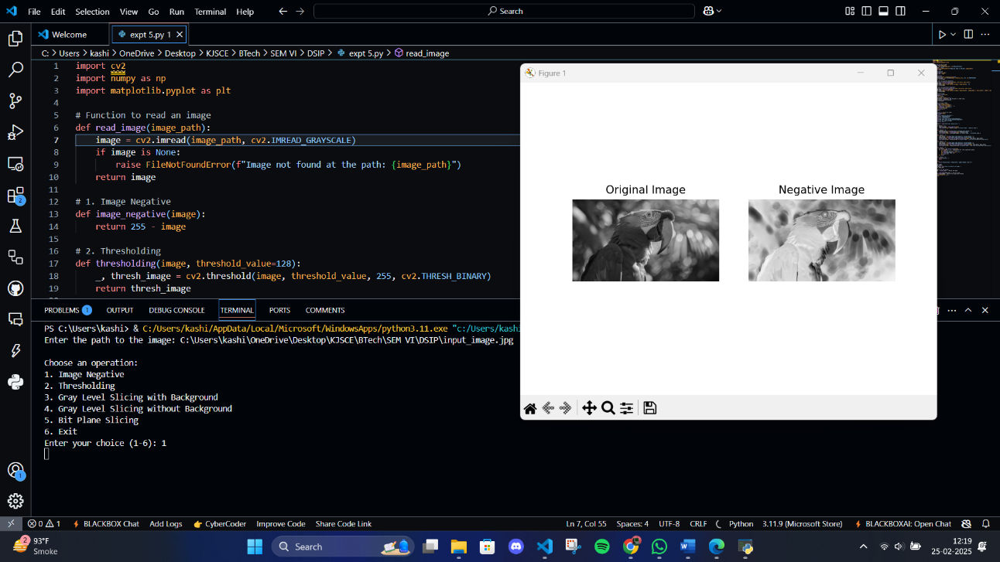 File Edit Selection View Go Run Terminal Help Search
Welcome expt 5.py 1
C: > Users > kashi > OneDrive > Desktop > KJSCE > BTech > SEM VI > DSIP > expt 5.py > read_image
1 import cv2
2 import numpy as np
3 import matplotlib.pyplot as plt
4
5 # Function to read an image
6 def read_image(image_path):
7 image = cv2.imread(image_path, cv2.IMREAD_GRAYSCALE)
8 if image is None:
9 raise FileNotFoundError(f"Image not found at the path: {image_path}")
10 return image
11
12 # 1. Image Negative
13 def image_negative(image):
14 return 255 - image
15
16 # 2. Thresholding
17 def thresholding(image, threshold_value=128):
18 _, thresh_image = cv2.threshold(image, threshold_value, 255, cv2.THRESH_BINARY)
19 return thresh_image
Figure 1
Original Image Negative Image
PROBLEMS 1 OUTPUT DEBUG CONSOLE TERMINAL PORTS COMMENTS
PS C:\Users\kashi> & C:/Users/kashi/AppData/Local/Microsoft/WindowsApps/python3.11.exe "c:/Users/kashi
Enter the path to the image: C:\Users\kashi\OneDrive\Desktop\KJSCE\BTech\SEM VI\DSIP\input_image.jpg
Choose an operation:
1. Image Negative
2. Thresholding
3. Gray Level Slicing with Background
4. Gray Level Slicing without Background
5. Bit Plane Slicing
6. Exit
Enter your choice (1-6): 1
2
1
0 1 BLACKBOX Chat Add Logs CyberCoder Improve Code Share Code Link Ln 7, Col 55 Spaces: 4 UTF-8 CRLF Python 3.11.9 (Microsoft Store) BLACKBOXAI: Open Chat
2 93°F
Smoke
Search
12:19
25-02-2025